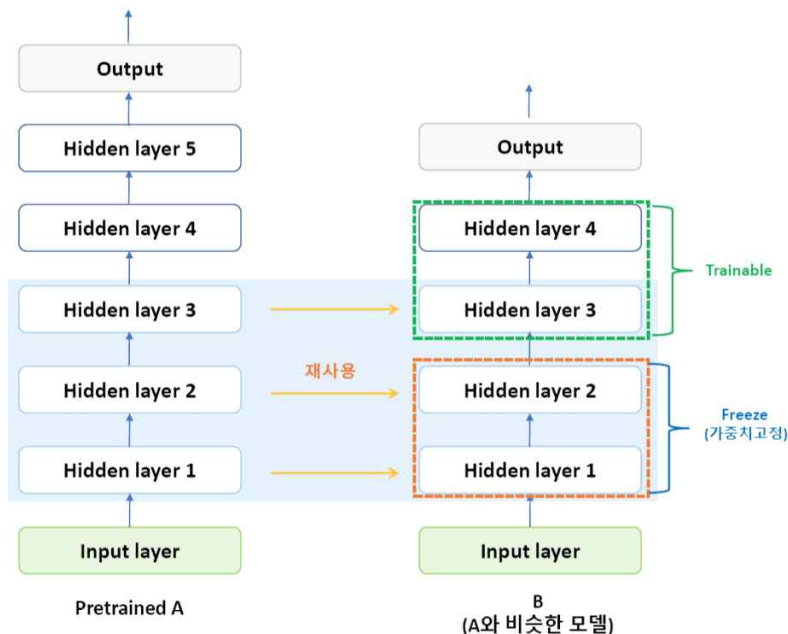 Output
Hidden layer 5
Hidden layer 4
Hidden layer 3
Hidden layer 2
Hidden layer 1
Input layer
Pretrained A
재사용
Output
Hidden layer 4
Hidden layer 3
Hidden layer 2
Hidden layer 1
Input layer
B
(A와 비슷한 모델)
Trainable
Freeze
(가중치고정)